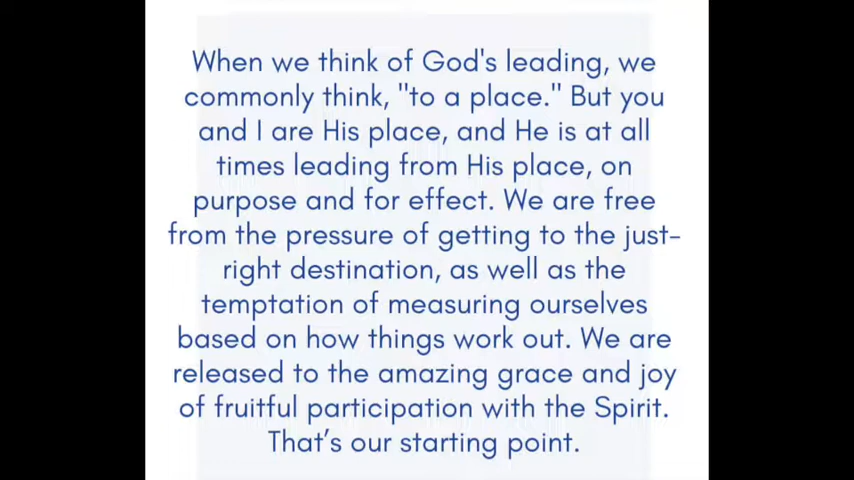 When we think of God's leading, we
commonly think, "to a place." But you
and I are His place, and He is at all
times leading from His place, on
purpose and for effect. We are free
from the pressure of getting to the just-
right destination, as well as the
temptation of measuring ourselves
based on how things work out. We are
released to the amazing grace and joy
of fruitful participation with the Spirit.
That’s our starting point.